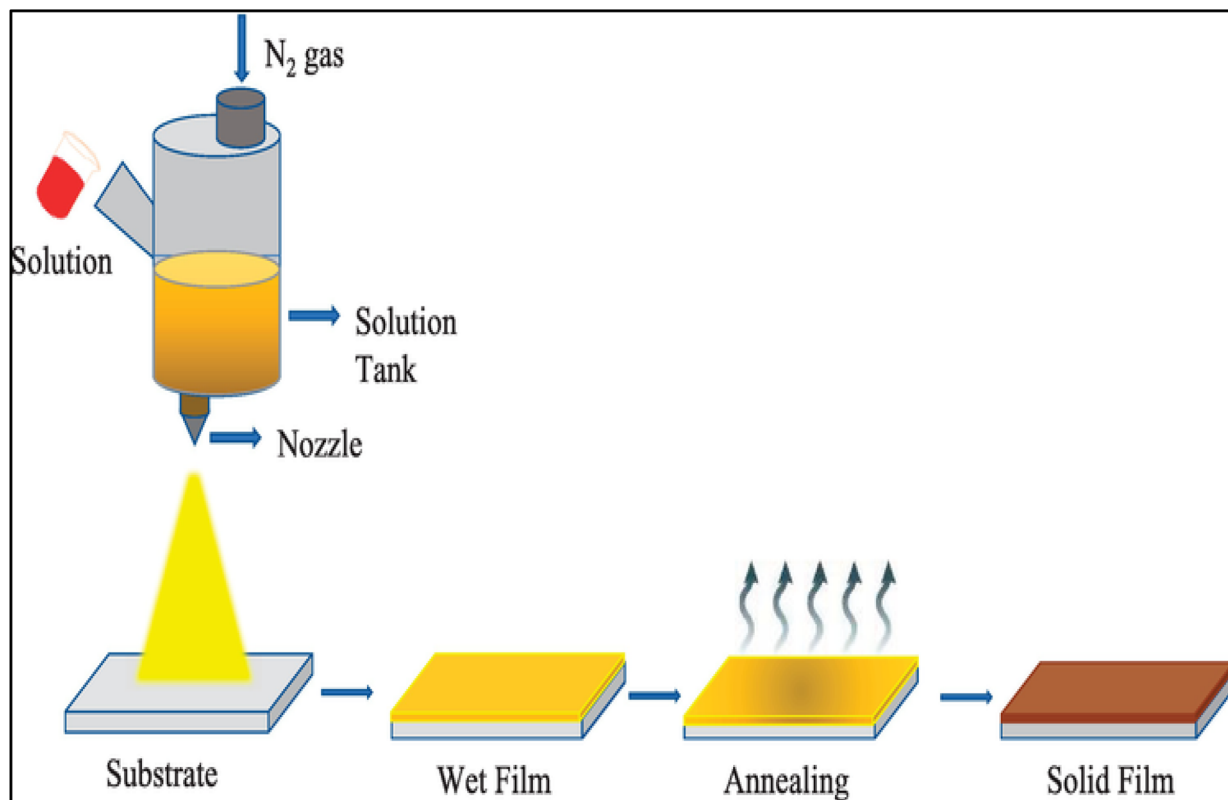 N₂ gas
Solution
Solution
Tank
Nozzle
Substrate
Wet Film
Annealing
Solid Film